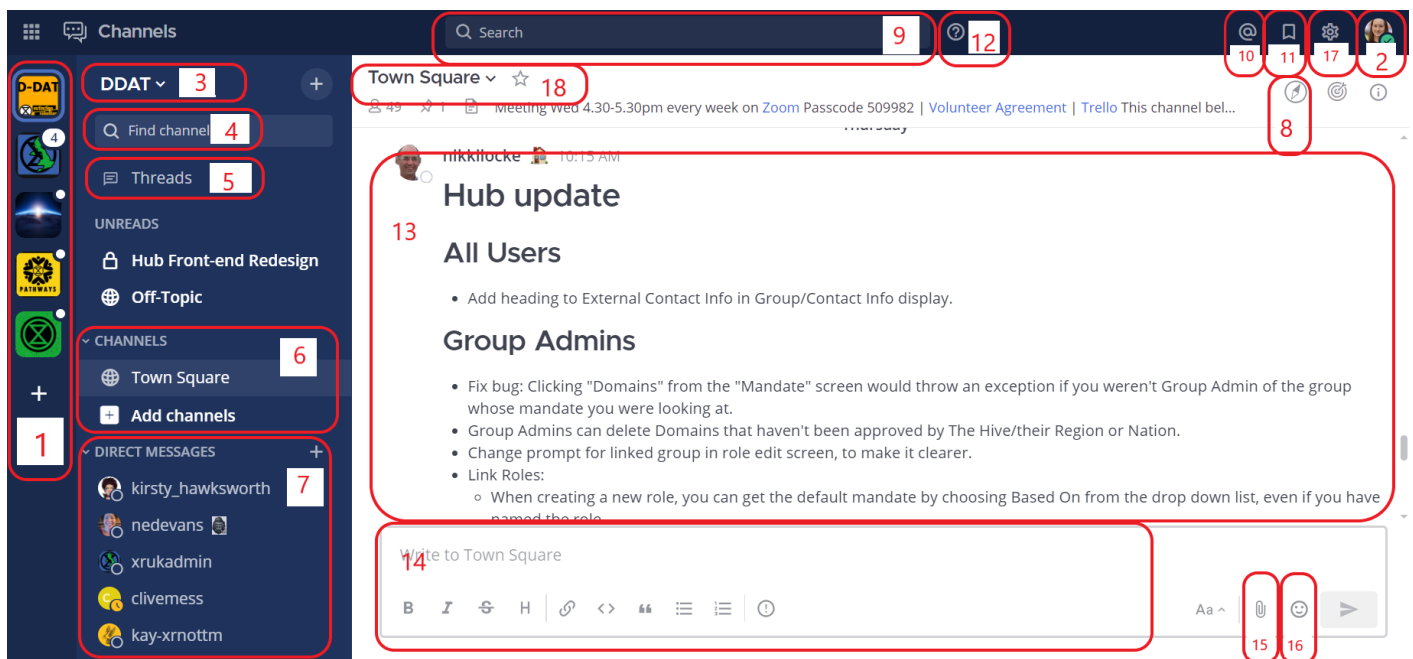 Channels
Search
9
12
10
11
17
2
D-DAT
DDAT
3
Town Square
18
49
1
Meeting Wed 4.30-5.30pm every week on Zoom Passcode 509982 | Volunteer Agreement | Trello This channel bel...
8
4
Find channel
4
Threads
5
UNREADS
Hub Front-end Redesign
Off-Topic
PATHWAYS
CHANNELS
6
Town Square
Add channels
1
DIRECT MESSAGES
7
kirsty_hawksworth
nedevans
xrukadmin
clivemess
kay-xrnottm
Thursday
nikkilocke 10:15 AM
Hub update
13
All Users
• Add heading to External Contact Info in Group/Contact Info display.
Group Admins
• Fix bug: Clicking "Domains" from the "Mandate" screen would throw an exception if you weren't Group Admin of the group
whose mandate you were looking at.
• Group Admins can delete Domains that haven't been approved by The Hive/their Region or Nation.
• Change prompt for linked group in role edit screen, to make it clearer.
• Link Roles:
◦ When creating a new role, you can get the default mandate by choosing Based On from the drop down list, even if you have
named the role
Write to Town Square
14
B I S H
Aa
15
16